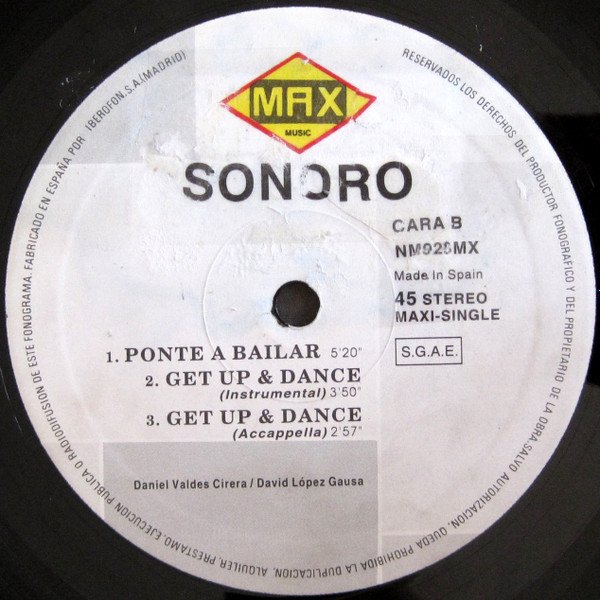 MAX
MUSIC
SONORO
CARA B
Made In Spain
45 STEREO
MAXI-SINGLE
S.G.A.E.
1. PONTE A BAILAR 5'20"
2. GET UP & DANCE
(Instrumental) 3'50"
3. GET UP & DANCE
(Accappella) 2'57"
Daniel Valdes Cirera / David López Gausa
RESERVADOS LOS DERECHOS DEL PRODUCTOR FONOGRAFICO Y DEL PROPIETARIO DE LA OBRA.SALVO AUTORIZACION, QUEDA PROHIBIDA LA DUPLICACION, ALQUILER, PRESTAMO, EJECUCION PUBLICA O RADIODIFUSION DE ESTE FONOGRAMA. FABRICADO EN ESPAÑA POR IBEROFON.S.A.(MADRID)